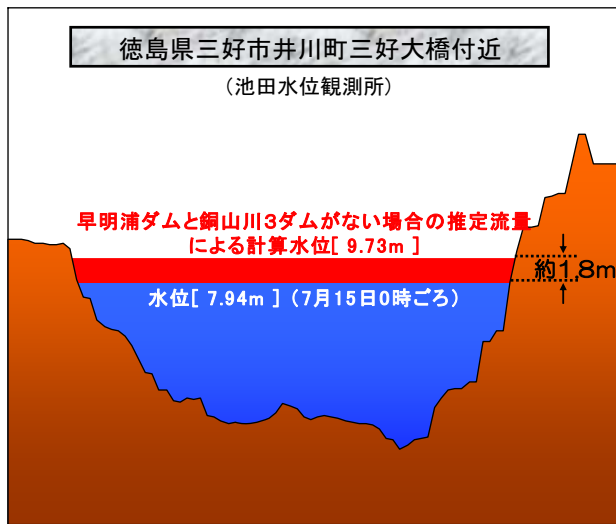 徳島県三好市井川町三好大橋付近
（池田水位観測所）
早明浦ダムと銅山川３ダムがない場合の推定流量
による計算水位[ 9.73m ]
約1.8m
水位[ 7.94m ]（7月15日0時ごろ）